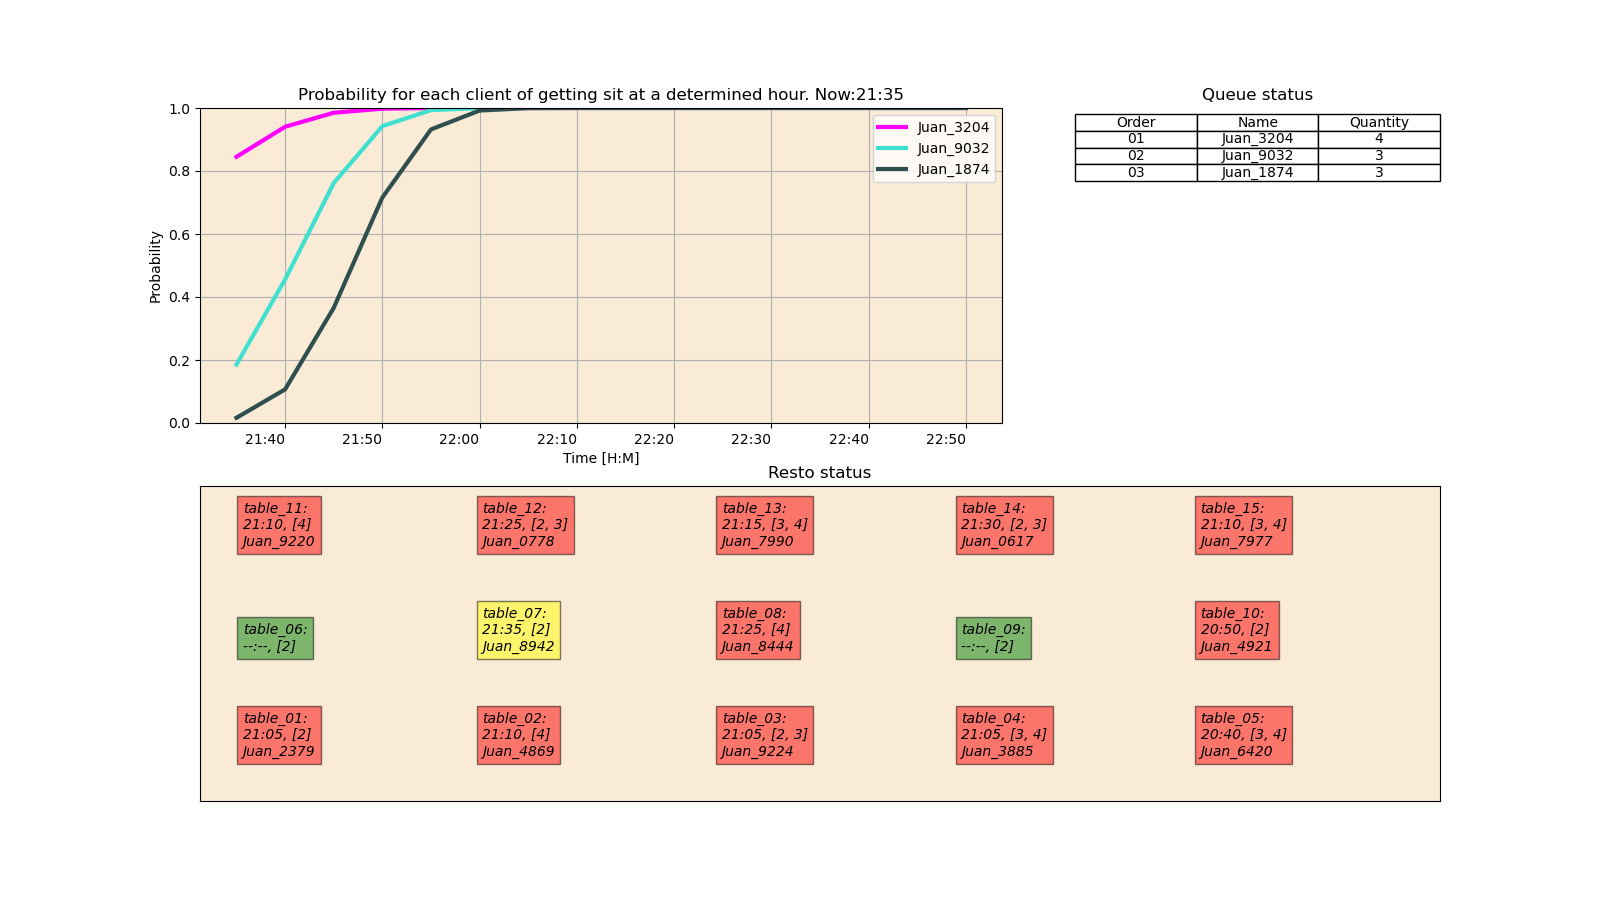 Probability for each client of getting sit at a determined hour. Now:21:35
1.0
0.8
0.6
0.4
0.2
0.0
Probability
Juan_3204
Juan_9032
Juan_1874
21:40 21:50 22:00 22:10 22:20 22:30 22:40 22:50
Time [H:M]
Queue status
Order Name Quantity
01 Juan_3204 4
02 Juan_9032 3
03 Juan_1874 3
Resto status
table_11:
21:10, [4]
Juan_9220
table_12:
21:25, [2, 3]
Juan_0778
table_13:
21:15, [3, 4]
Juan_7990
table_14:
21:30, [2, 3]
Juan_0617
table_15:
21:10, [3, 4]
Juan_7977
table_06:
--:--, [2]
table_07:
21:35, [2]
Juan_8942
table_08:
21:25, [4]
Juan_8444
table_09:
--:--, [2]
table_10:
20:50, [2]
Juan_4921
table_01:
21:05, [2]
Juan_2379
table_02:
21:10, [4]
Juan_4869
table_03:
21:05, [2, 3]
Juan_9224
table_04:
21:05, [3, 4]
Juan_3885
table_05:
20:40, [3, 4]
Juan_6420